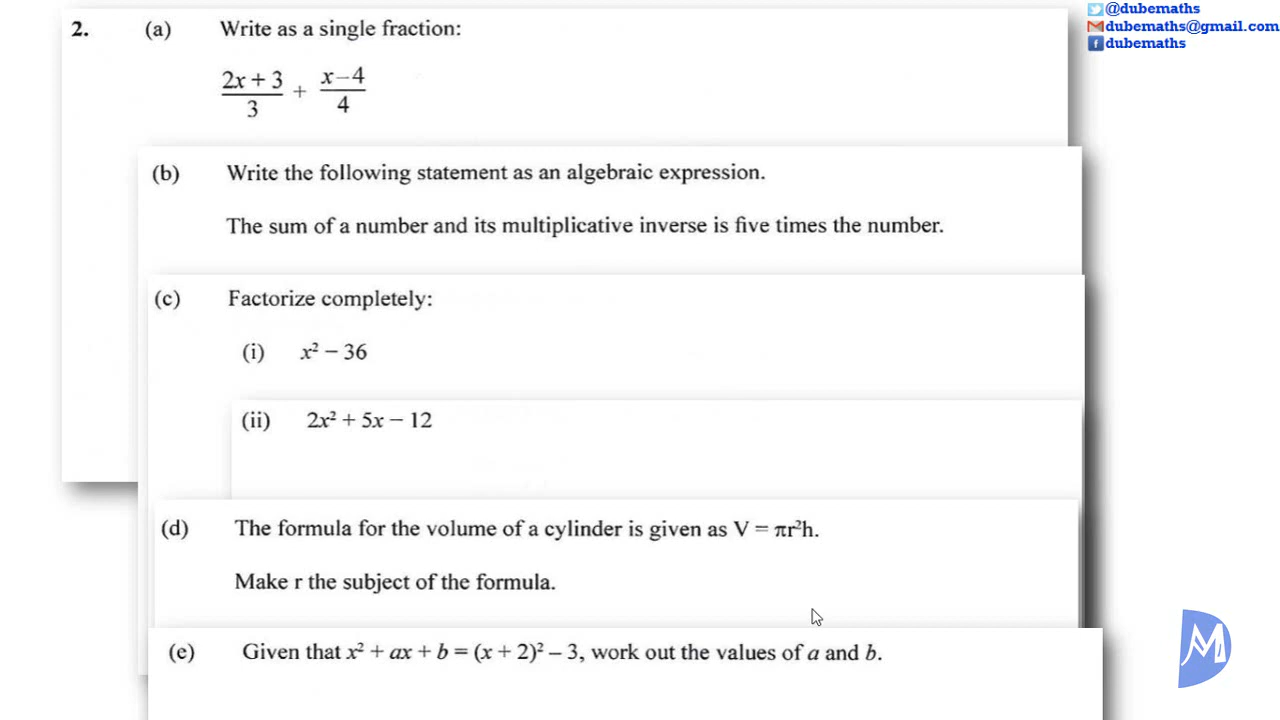 @dubemaths
dubemaths@gmail.com
dubemaths
2. (a) Write as a single fraction:
2x + 3 / 3 + x – 4 / 4
(b) Write the following statement as an algebraic expression.
The sum of a number and its multiplicative inverse is five times the number.
(c) Factorize completely:
(i) x² – 36
(ii) 2x² + 5x – 12
(d) The formula for the volume of a cylinder is given as V = πr²h.
Make r the subject of the formula.
(e) Given that x² + ax + b = (x + 2)² – 3, work out the values of a and b.
DM